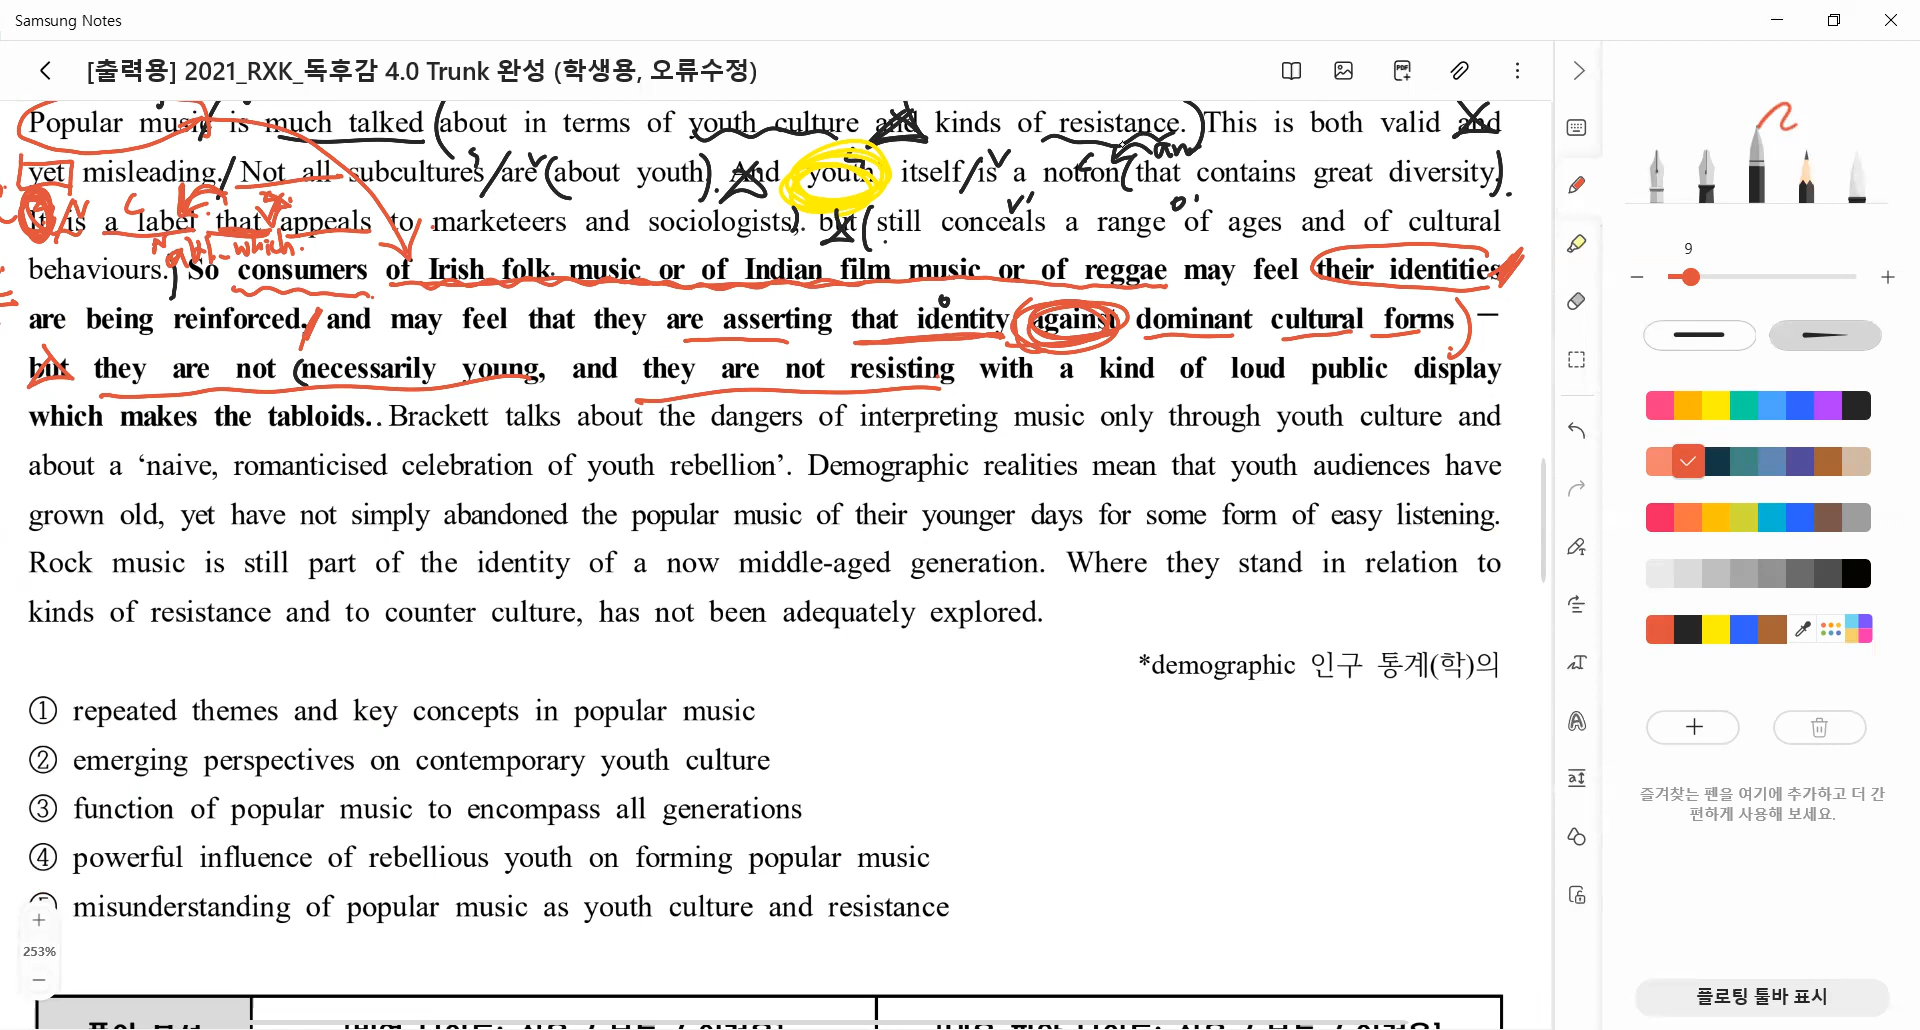 Samsung Notes
[출력용] 2021_RXK_독후감 4.0 Trunk 완성 (학생용, 오류수정)
Popular music is much talked about in terms of youth culture and kinds of resistance. This is both valid and
yet misleading. Not all subcultures are about youth. And youth itself is a notion that contains great diversity.
It is a label that appeals to marketeers and sociologists, but still conceals a range of ages and of cultural
which.
behaviours. So consumers of Irish folk music or of Indian film music or of reggae may feel their identities
are being reinforced, and may feel that they are asserting that identity against dominant cultural forms –
but they are not necessarily young, and they are not resisting with a kind of loud public display
which makes the tabloids.. Brackett talks about the dangers of interpreting music only through youth culture and
about a ‘naive, romanticised celebration of youth rebellion’. Demographic realities mean that youth audiences have
grown old, yet have not simply abandoned the popular music of their younger days for some form of easy listening.
Rock music is still part of the identity of a now middle-aged generation. Where they stand in relation to
kinds of resistance and to counter culture, has not been adequately explored.
*demographic 인구 통계(학)의
① repeated themes and key concepts in popular music
② emerging perspectives on contemporary youth culture
③ function of popular music to encompass all generations
④ powerful influence of rebellious youth on forming popular music
⑤ misunderstanding of popular music as youth culture and resistance
253%
9
즐겨찾는 펜을 여기에 추가하고 더 간
편하게 사용해 보세요.
플로팅 툴바 표시